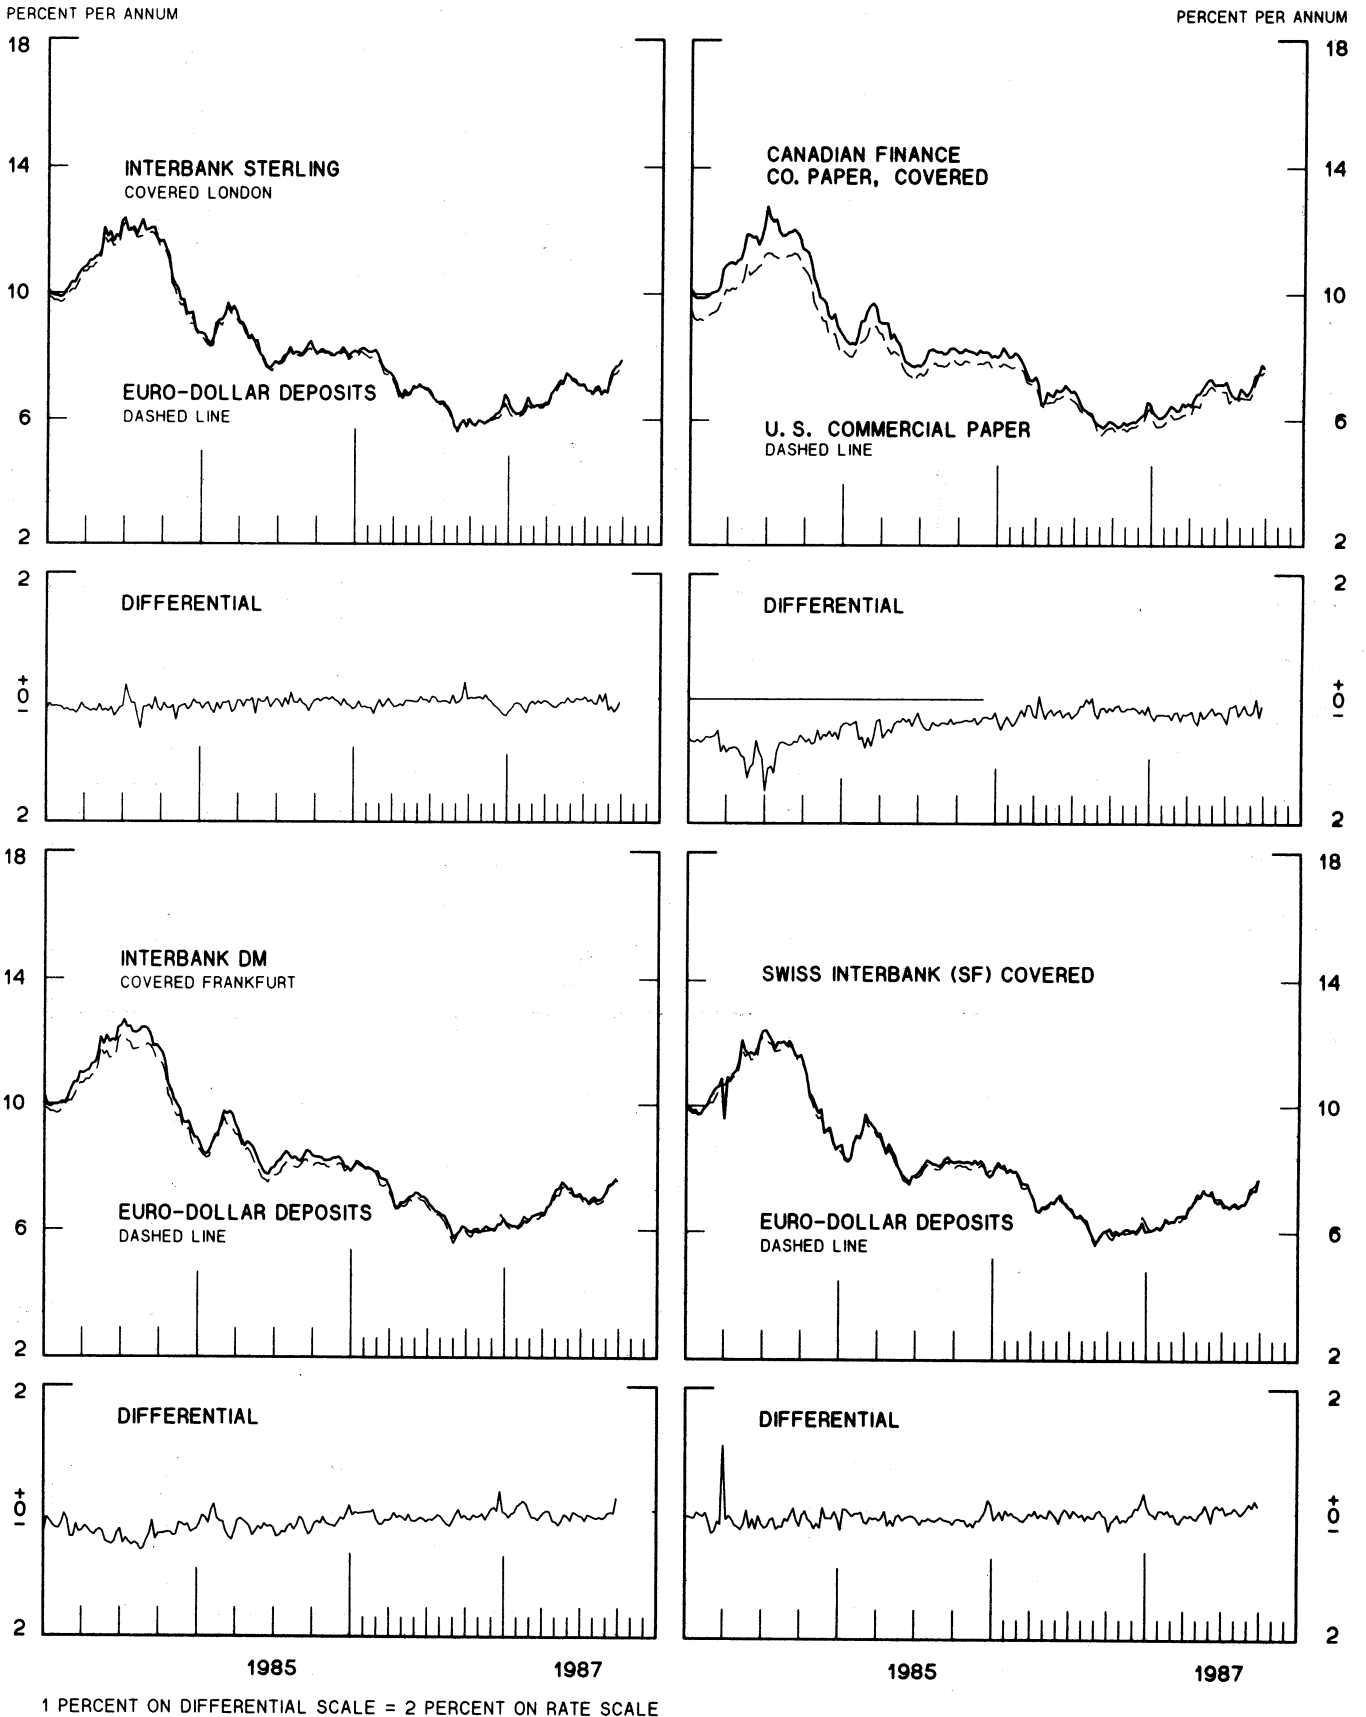 PERCENT PER ANNUM
PERCENT PER ANNUM
18
14
10
6
2
INTERBANK STERLING
COVERED LONDON
EURO-DOLLAR DEPOSITS
DASHED LINE
CANADIAN FINANCE
CO. PAPER, COVERED
U. S. COMMERCIAL PAPER
DASHED LINE
18
14
10
6
2
2
+
0
−
2
DIFFERENTIAL
DIFFERENTIAL
2
+
0
−
2
18
14
10
6
2
INTERBANK DM
COVERED FRANKFURT
EURO-DOLLAR DEPOSITS
DASHED LINE
SWISS INTERBANK (SF) COVERED
EURO-DOLLAR DEPOSITS
DASHED LINE
18
14
10
6
2
2
+
0
−
2
DIFFERENTIAL
DIFFERENTIAL
2
+
0
−
2
1985
1987
1985
1987
1 PERCENT ON DIFFERENTIAL SCALE = 2 PERCENT ON RATE SCALE